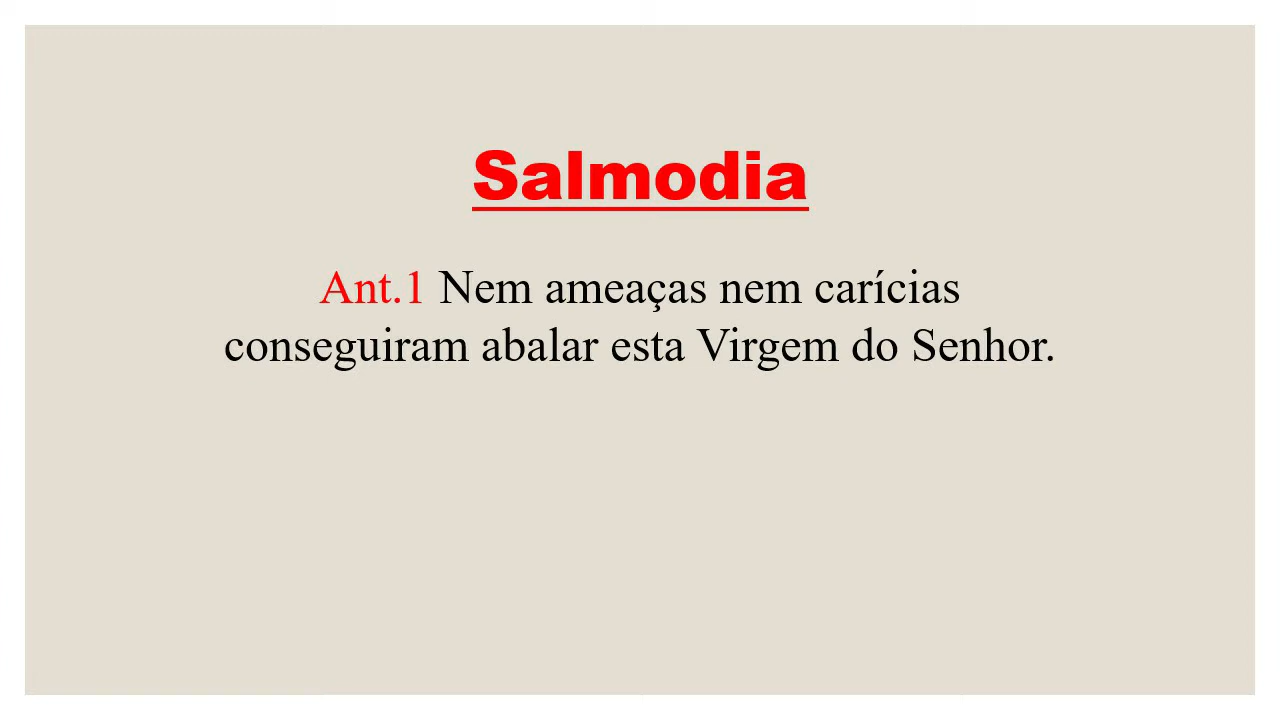 Salmodia
Ant.1 Nem ameaças nem carícias
conseguiram abalar esta Virgem do Senhor.